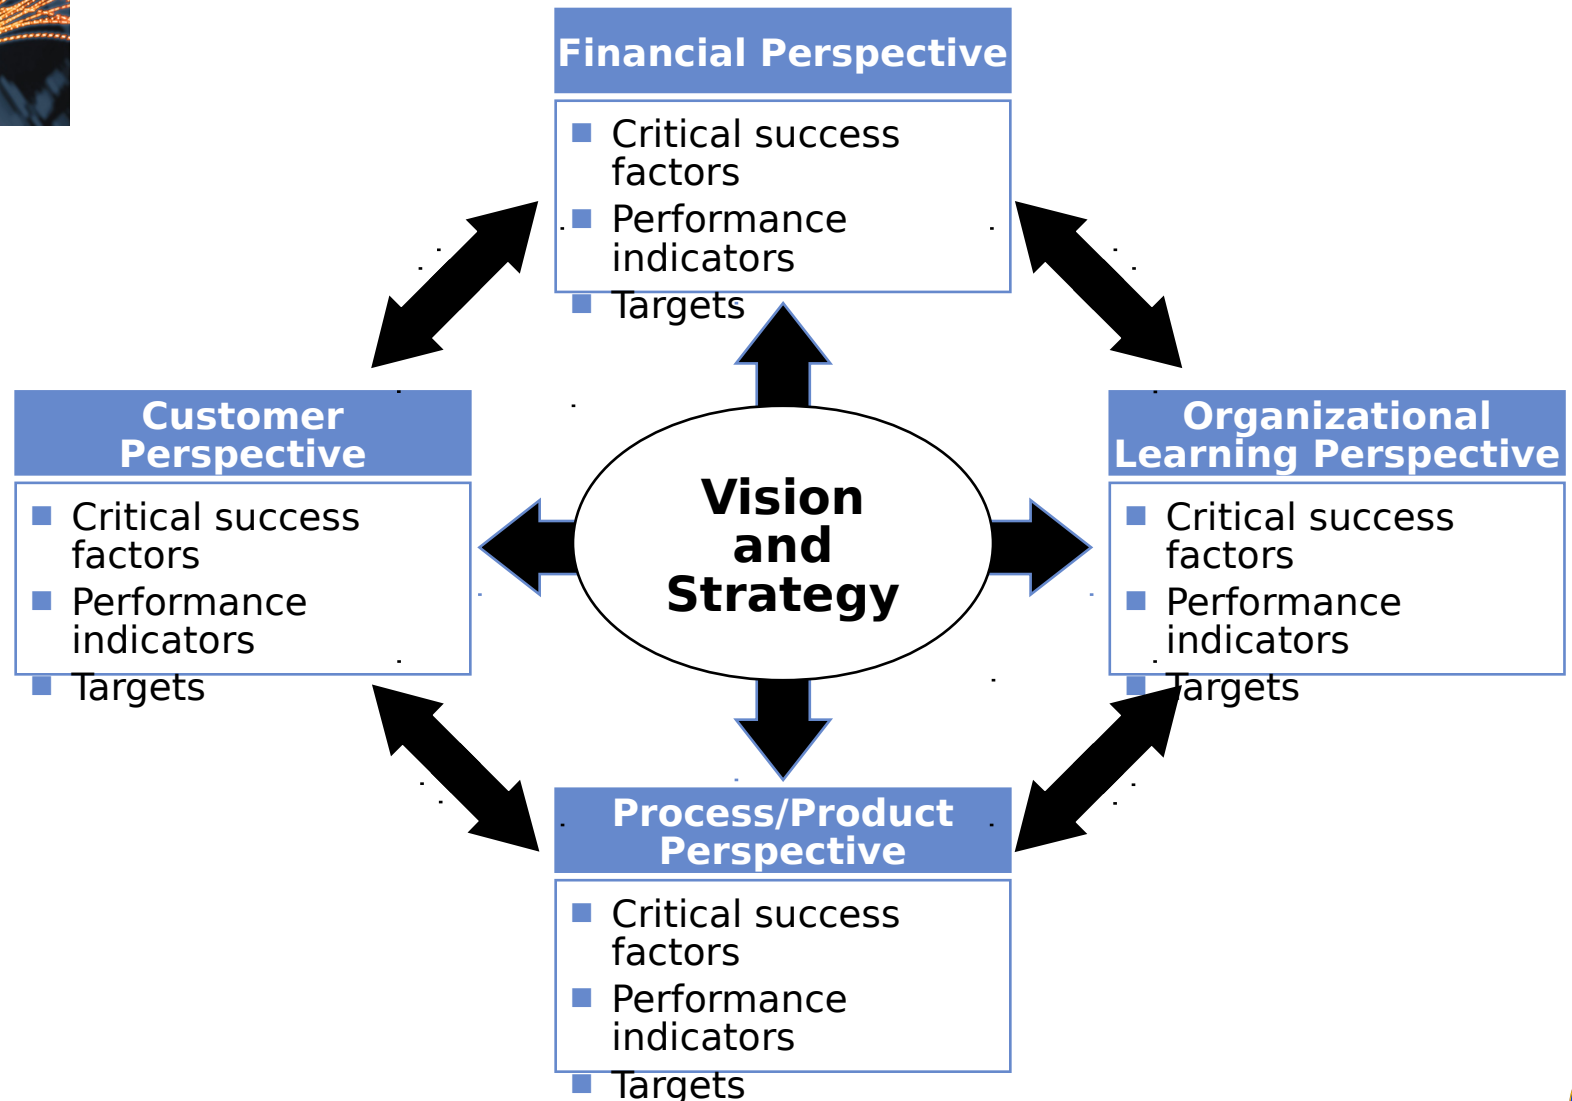 Financial Perspective
Critical success
factors
Performance
indicators
Targets
Customer
Perspective
Critical success
factors
Performance
indicators
Targets
Vision
and
Strategy
Organizational
Learning Perspective
Critical success
factors
Performance
indicators
Targets
Process/Product
Perspective
Critical success
factors
Performance
indicators
Targets